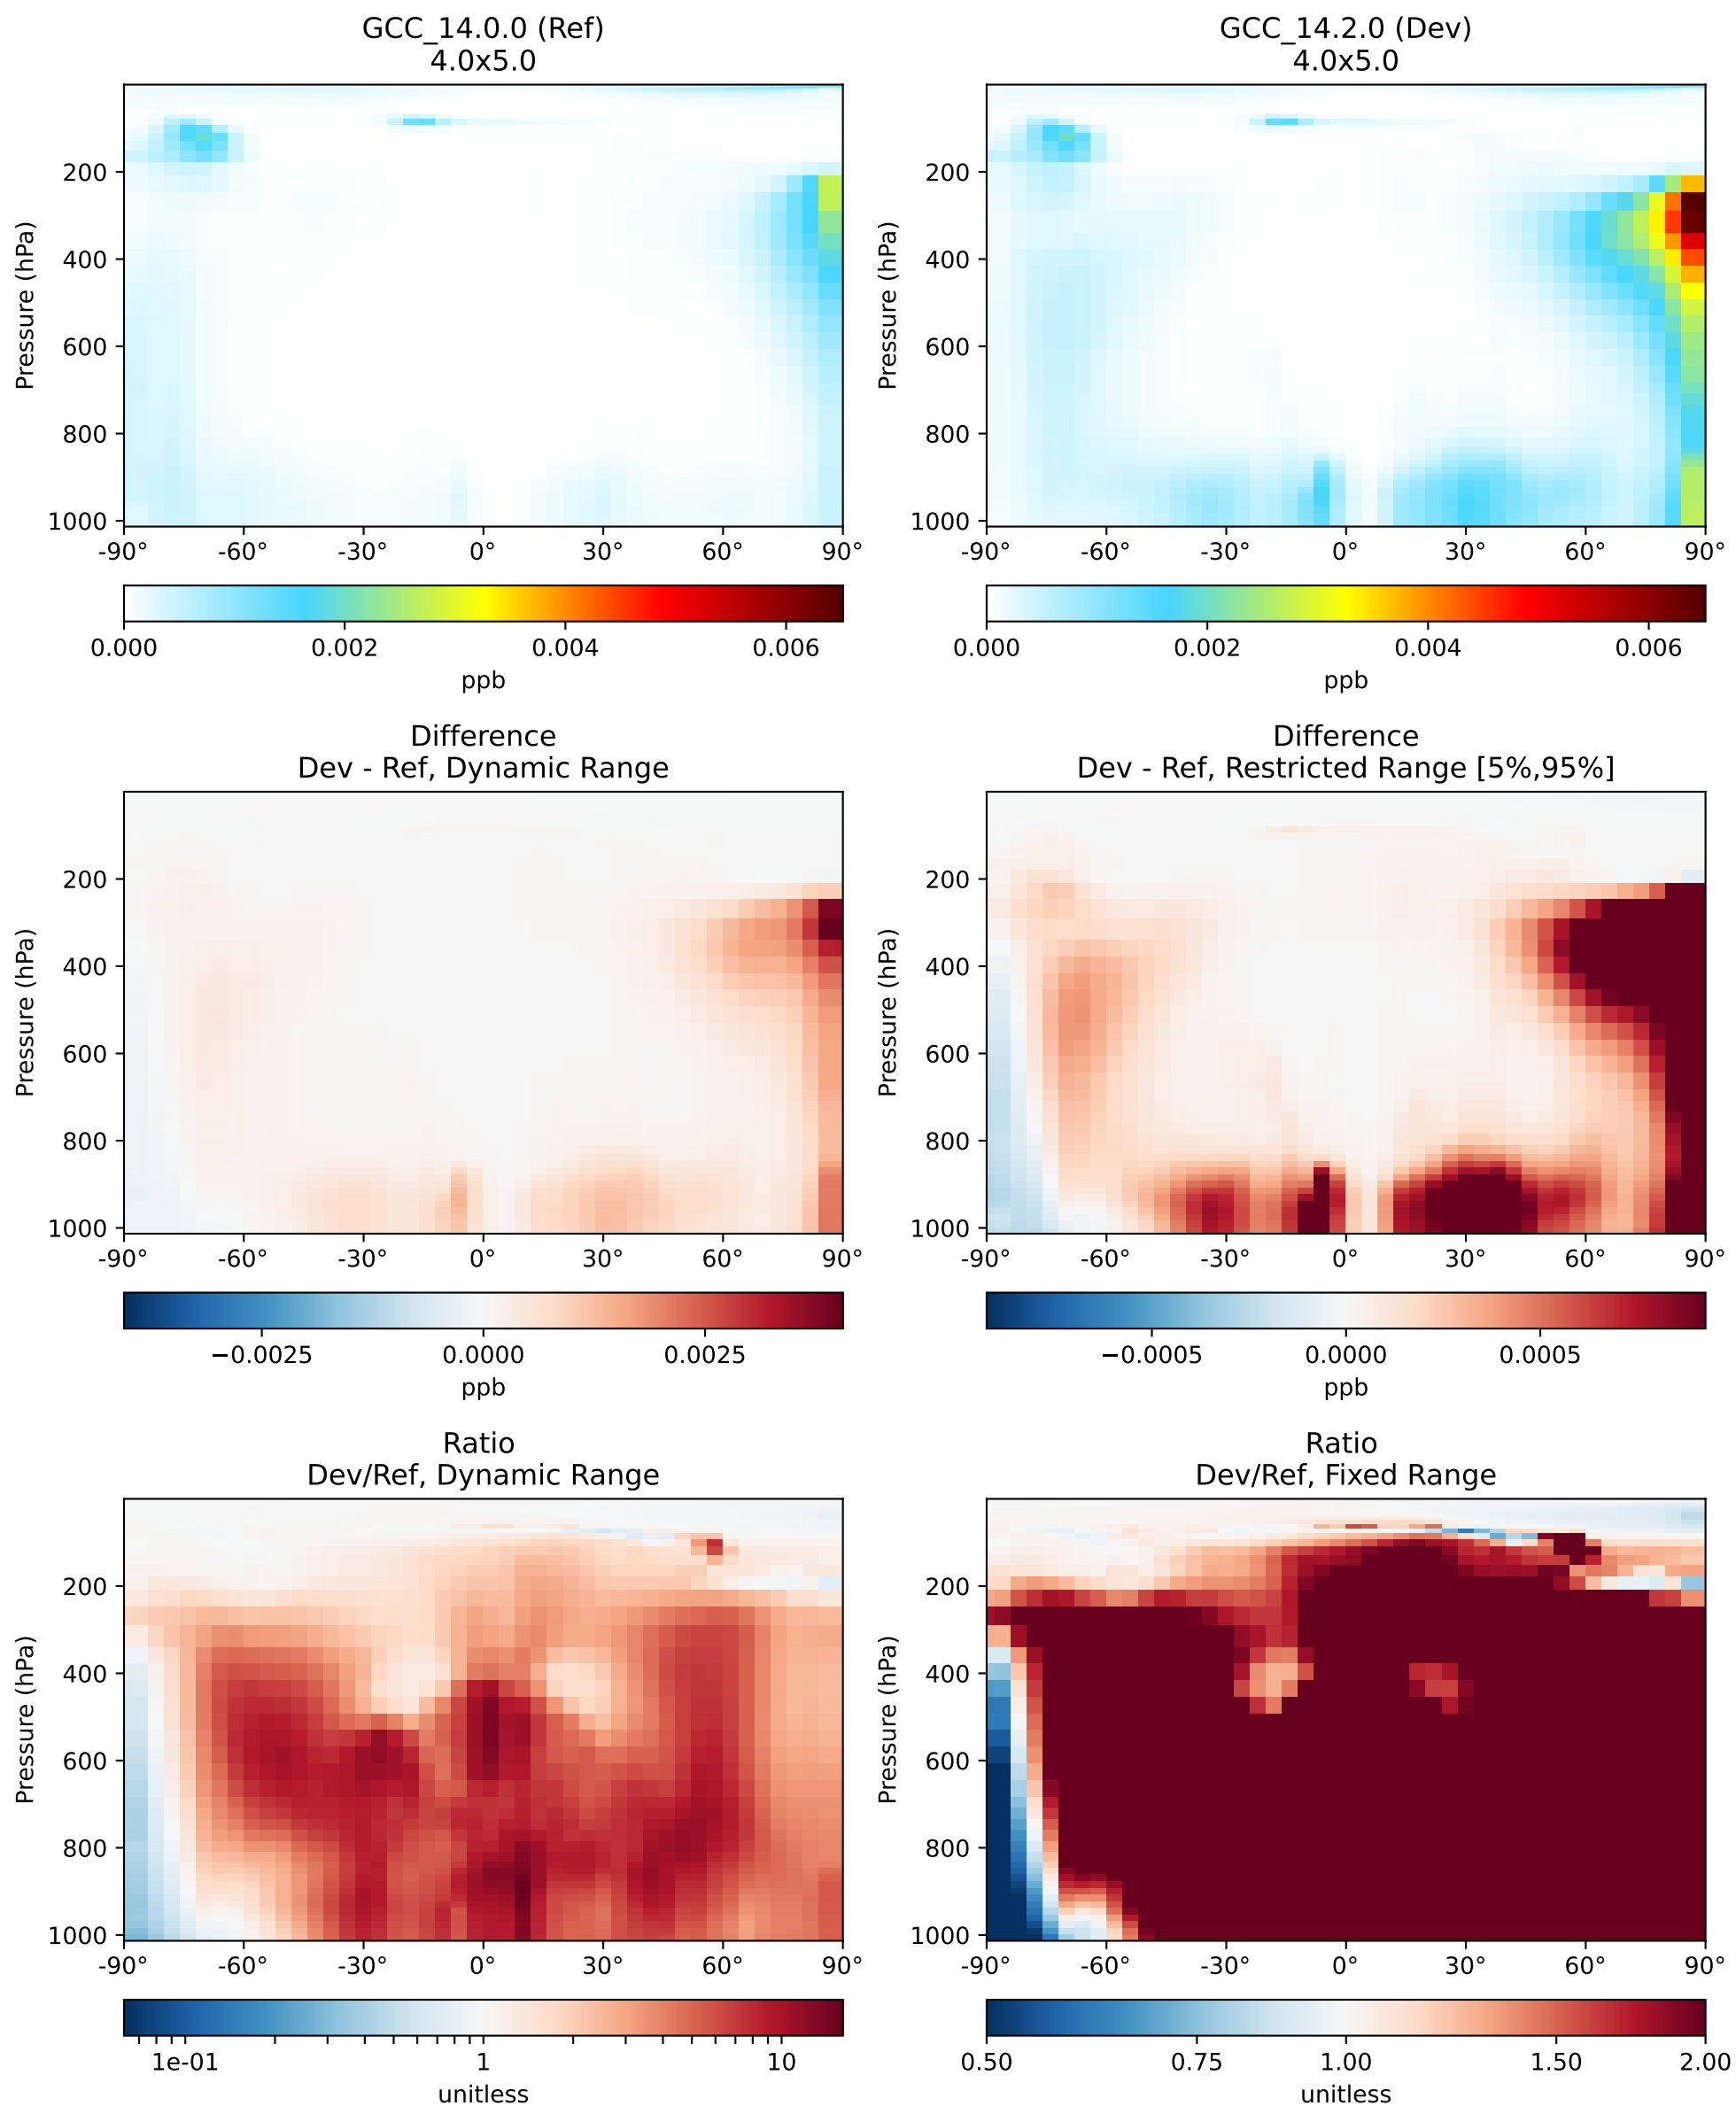 GCC_14.0.0 (Ref)
4.0x5.0
GCC_14.2.0 (Dev)
4.0x5.0
Pressure (hPa)
200
400
600
800
1000
-90° -60° -30° 0° 30° 60° 90°
0.000 0.002 0.004 0.006
ppb
Pressure (hPa)
200
400
600
800
1000
-90° -60° -30° 0° 30° 60° 90°
0.000 0.002 0.004 0.006
ppb
Difference
Dev - Ref, Dynamic Range
Difference
Dev - Ref, Restricted Range [5%,95%]
Pressure (hPa)
200
400
600
800
1000
-90° -60° -30° 0° 30° 60° 90°
−0.0025 0.0000 0.0025
ppb
Pressure (hPa)
200
400
600
800
1000
-90° -60° -30° 0° 30° 60° 90°
−0.0005 0.0000 0.0005
ppb
Ratio
Dev/Ref, Dynamic Range
Ratio
Dev/Ref, Fixed Range
Pressure (hPa)
200
400
600
800
1000
-90° -60° -30° 0° 30° 60° 90°
1e-01 1 10
unitless
Pressure (hPa)
200
400
600
800
1000
-90° -60° -30° 0° 30° 60° 90°
0.50 0.75 1.00 1.50 2.00
unitless